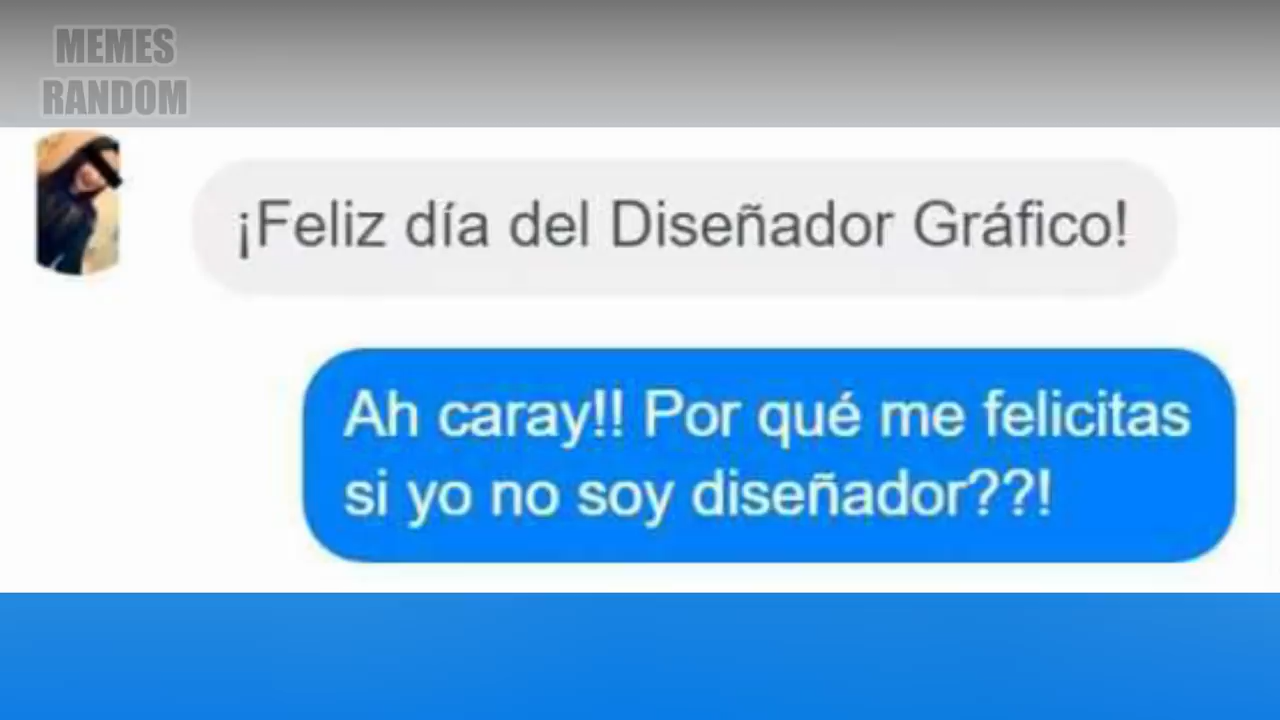 MEMES
RANDOM
¡Feliz día del Diseñador Gráfico!
Ah caray!! Por qué me felicitas
si yo no soy diseñador??!